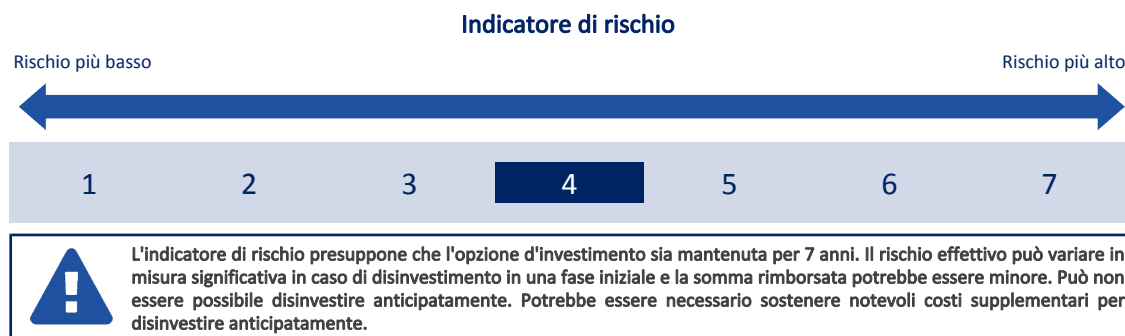 Indicatore di rischio
Rischio più basso
Rischio più alto
1 2 3 4 5 6 7
L'indicatore di rischio presuppone che l'opzione d'investimento sia mantenuta per 7 anni. Il rischio effettivo può variare in
misura significativa in caso di disinvestimento in una fase iniziale e la somma rimborsata potrebbe essere minore. Può non
essere possibile disinvestire anticipatamente. Potrebbe essere necessario sostenere notevoli costi supplementari per
disinvestire anticipatamente.